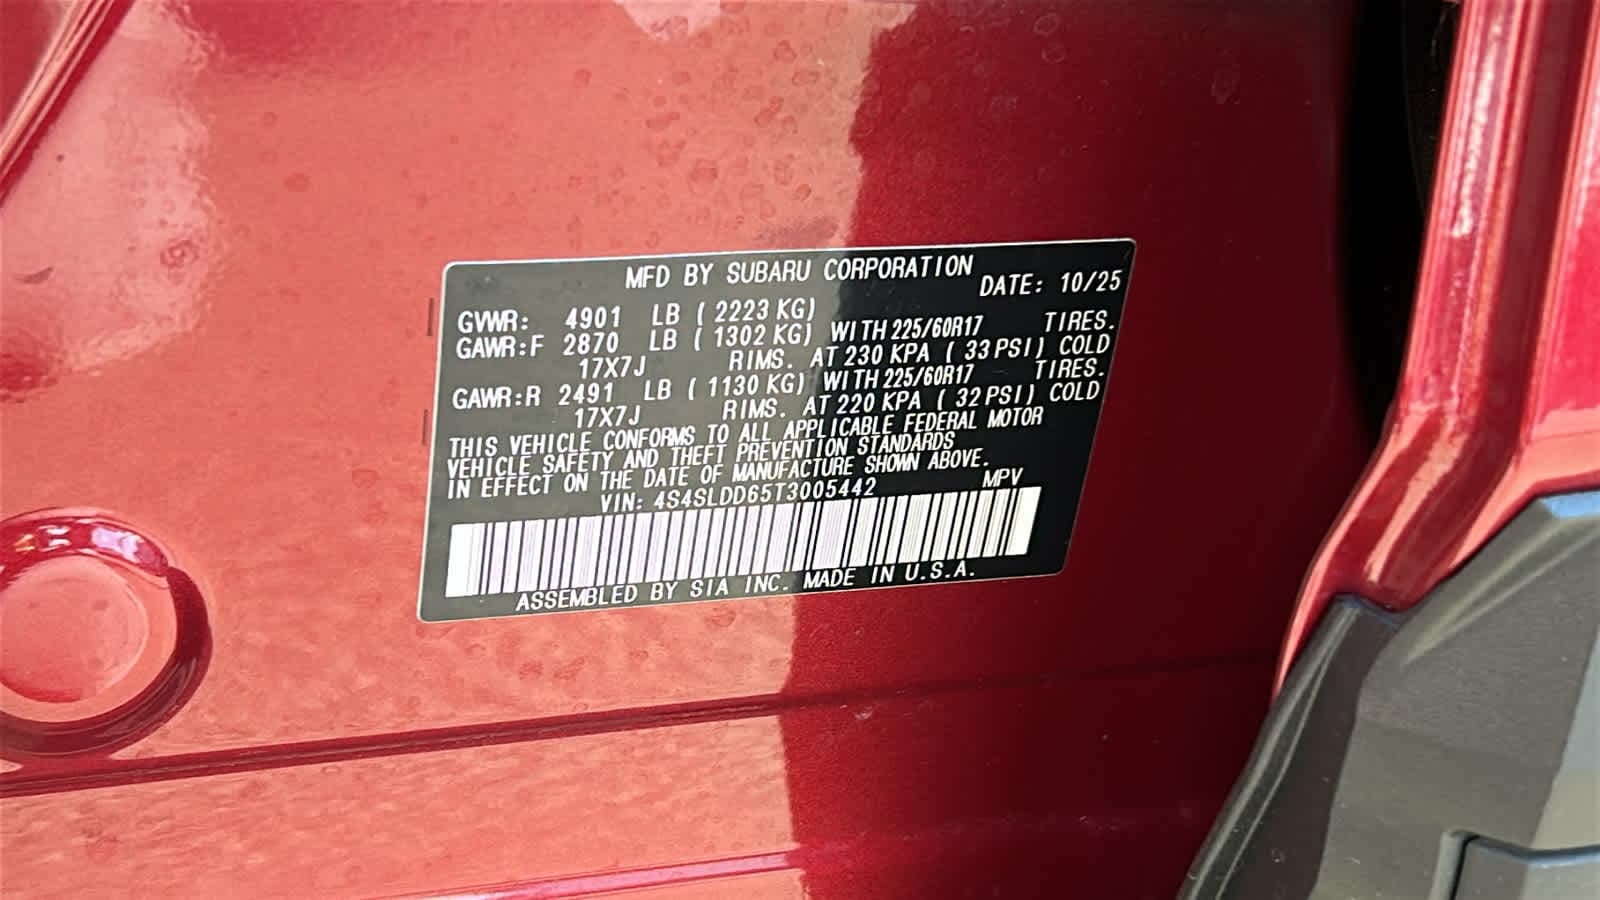 MFD BY SUBARU CORPORATION
DATE: 10/25
GVWR: 4901 LB ( 2223 KG)
GAWR:F 2870 LB ( 1302 KG) WITH 225/60R17 TIRES.
17X7J RIMS. AT 230 KPA ( 33 PSI) COLD
GAWR:R 2491 LB ( 1130 KG) WITH 225/60R17 TIRES.
17X7J RIMS. AT 220 KPA ( 32 PSI) COLD
THIS VEHICLE CONFORMS TO ALL APPLICABLE FEDERAL MOTOR
VEHICLE SAFETY AND THEFT PREVENTION STANDARDS
IN EFFECT ON THE DATE OF MANUFACTURE SHOWN ABOVE.
VIN: 4S4SLDD65T3005442 MPV
ASSEMBLED BY SIA INC. MADE IN U.S.A.